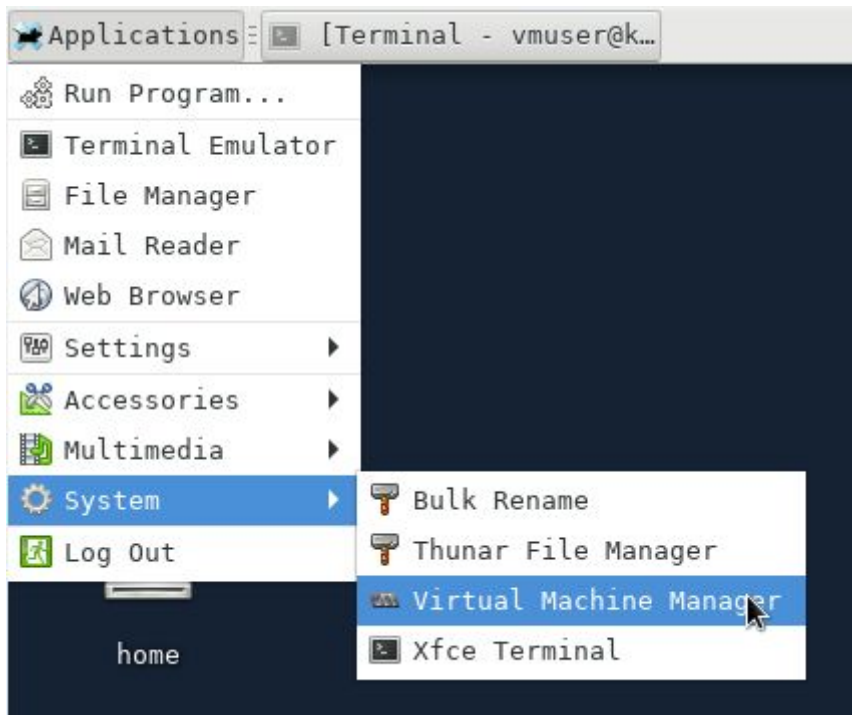 Applications
[Terminal - vmuser@k…
Run Program...
Terminal Emulator
File Manager
Mail Reader
Web Browser
Settings
Accessories
Multimedia
System
Log Out
Bulk Rename
Thunar File Manager
Virtual Machine Manager
Xfce Terminal
home